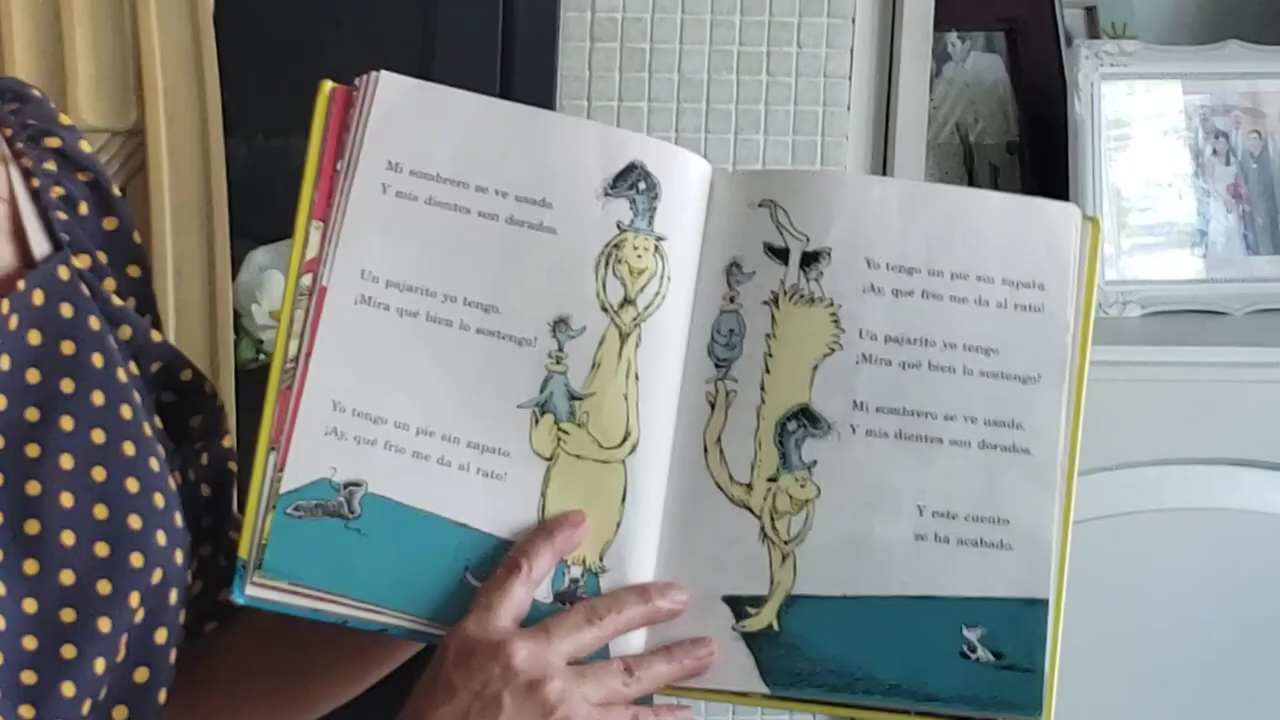 Mi sombrero se ve usado.
Y mis dientes son dorados.
Un pajarito yo tengo.
¡Mira qué bien lo sostengo!
Yo tengo un pie sin zapato.
¡Ay, qué frío me da al rato!
Yo tengo un pie sin zapato.
¡Ay, qué frío me da al rato!
Un pajarito yo tengo
¡Mira qué bien lo sostengo!
Mi sombrero se ve usado.
Y mis dientes son dorados.
Y este cuento
se ha acabado.